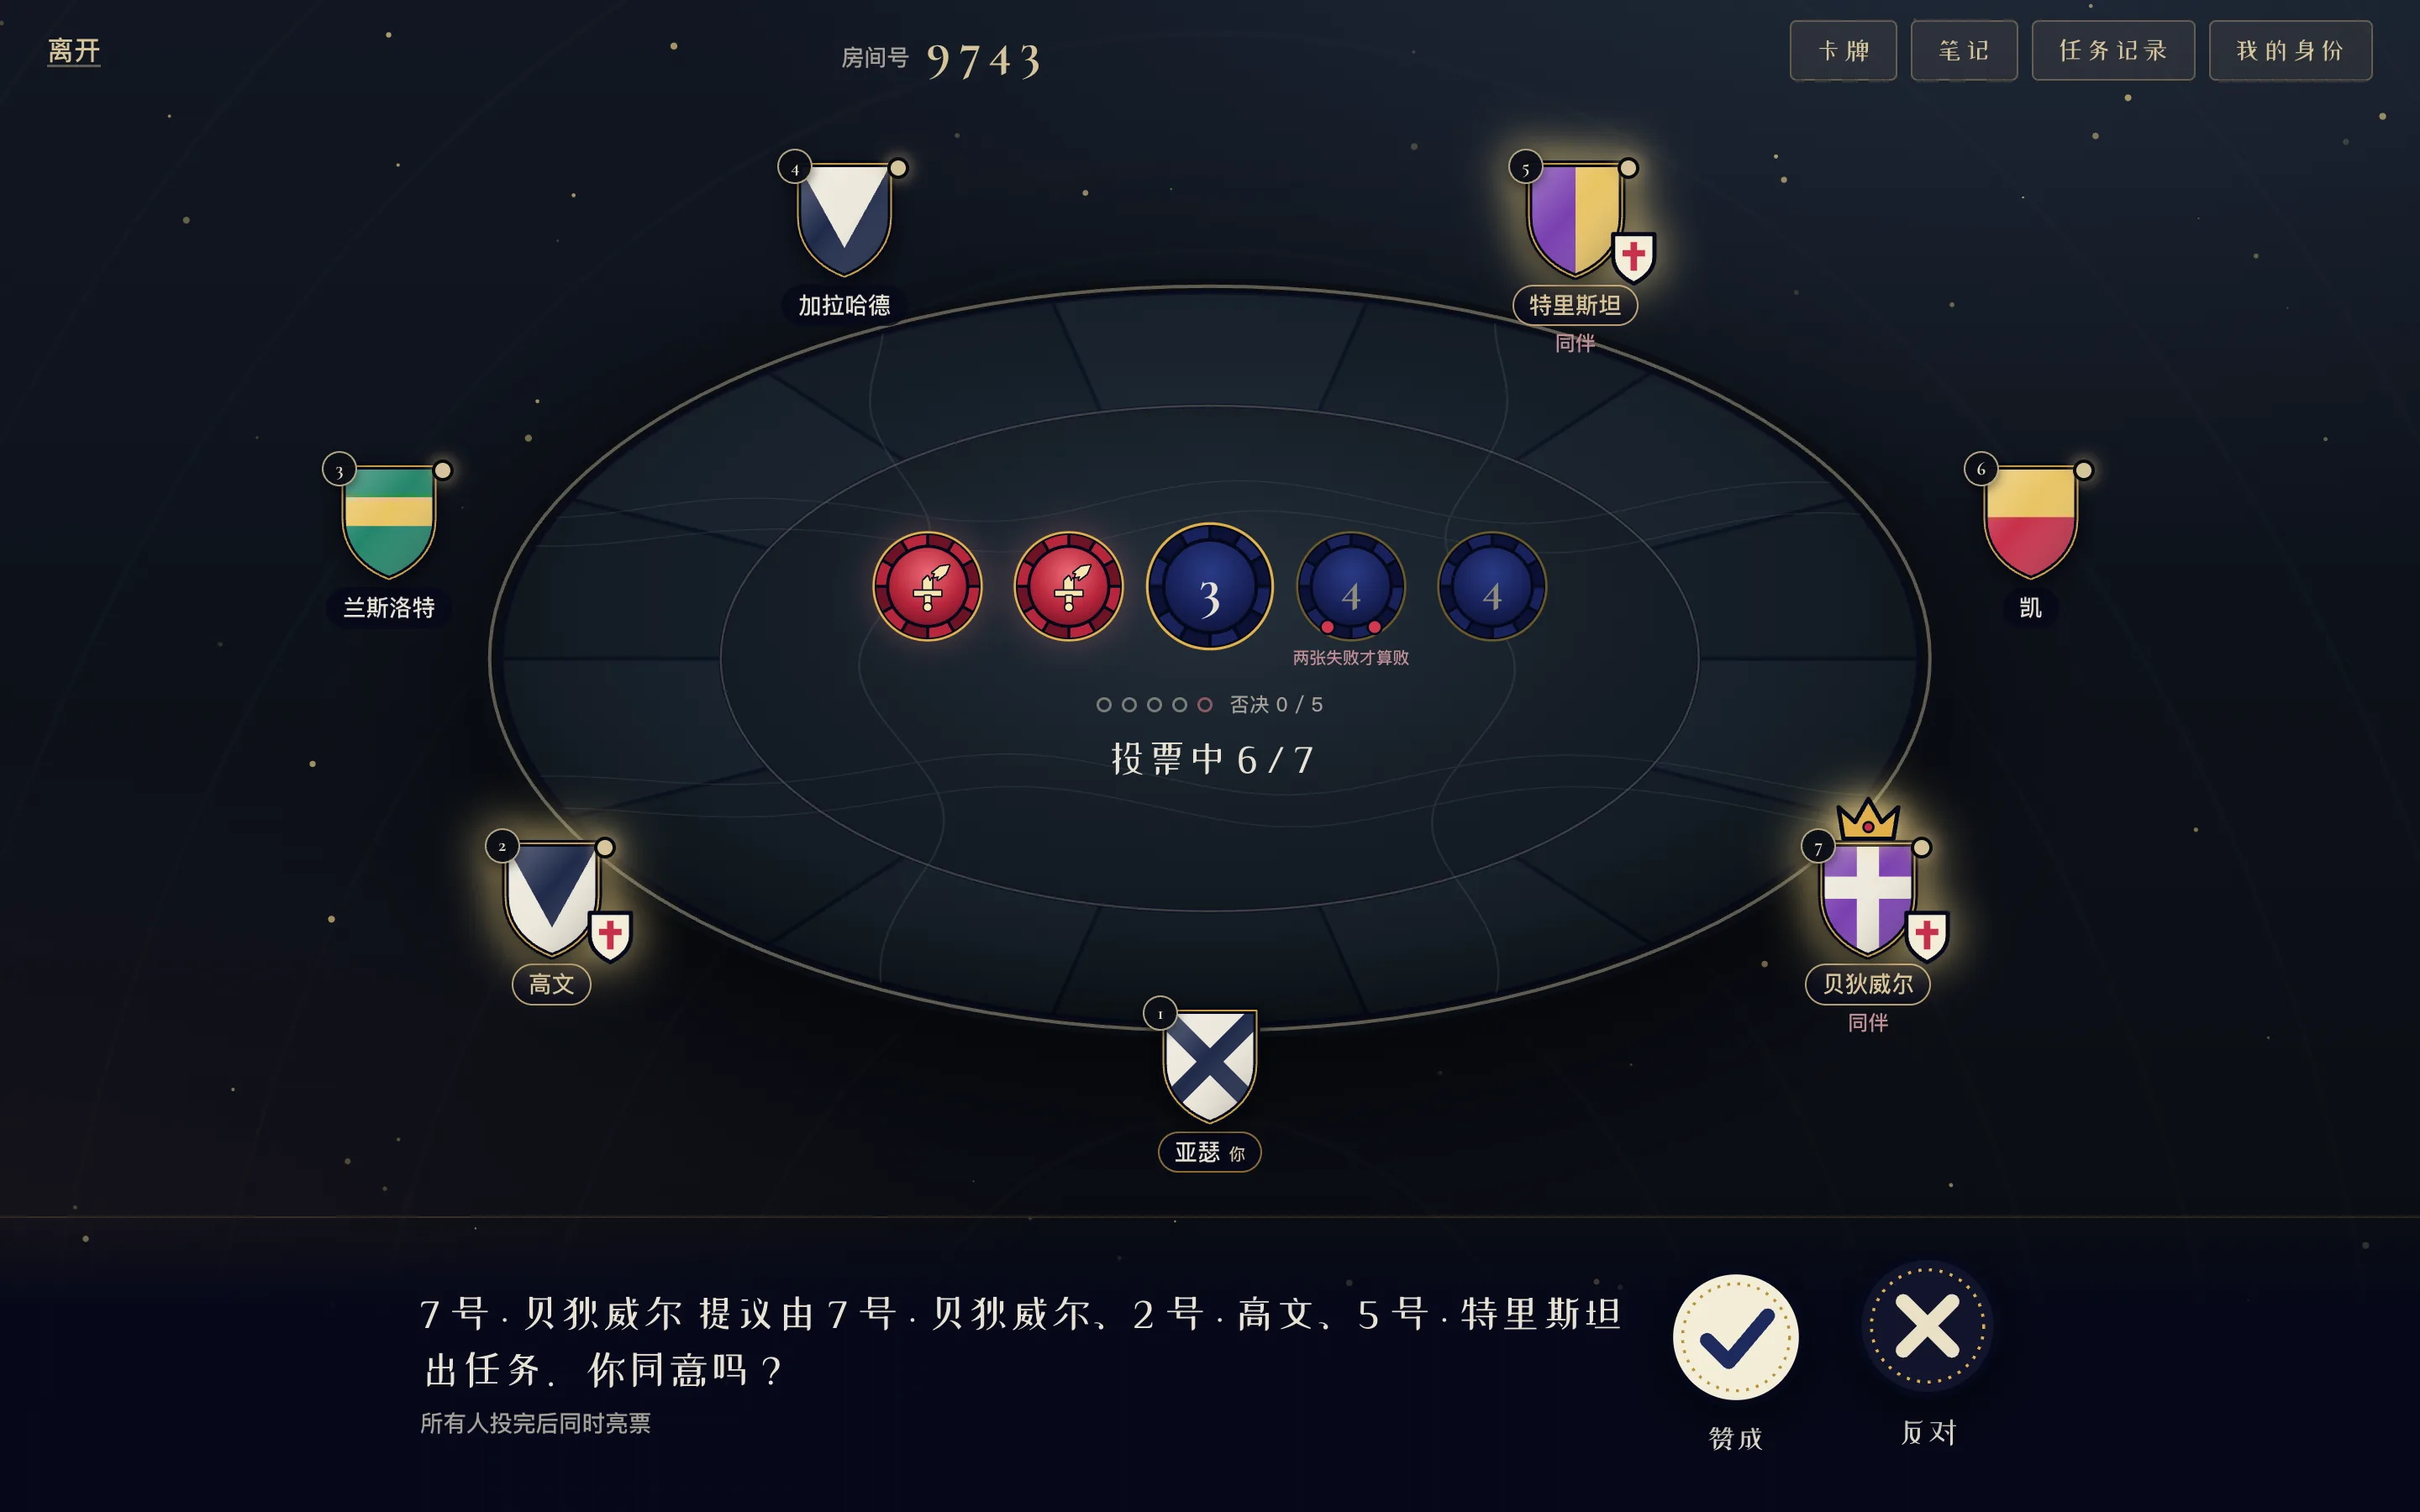 离开
房间号 9743
卡牌
笔记
任务记录
我的身份
4
加拉哈德
5
特里斯坦
同伴
3
兰斯洛特
6
凯
3
4
4
两张失败才算败
否决 0 / 5
投票中 6 / 7
2
高文
7
贝狄威尔
同伴
1
亚瑟 你
7 号 · 贝狄威尔 提议由 7 号 · 贝狄威尔、2 号 · 高文、5 号 · 特里斯坦
出任务. 你同意吗？
所有人投完后同时亮票
赞成
反对